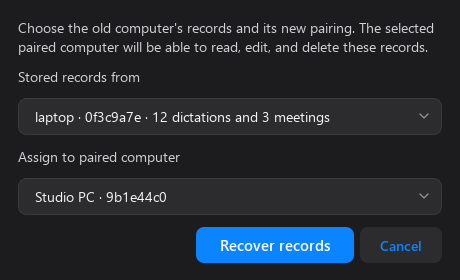 Choose the old computer's records and its new pairing. The selected
paired computer will be able to read, edit, and delete these records.
Stored records from
laptop · 0f3c9a7e · 12 dictations and 3 meetings
Assign to paired computer
Studio PC · 9b1e44c0
Recover records
Cancel